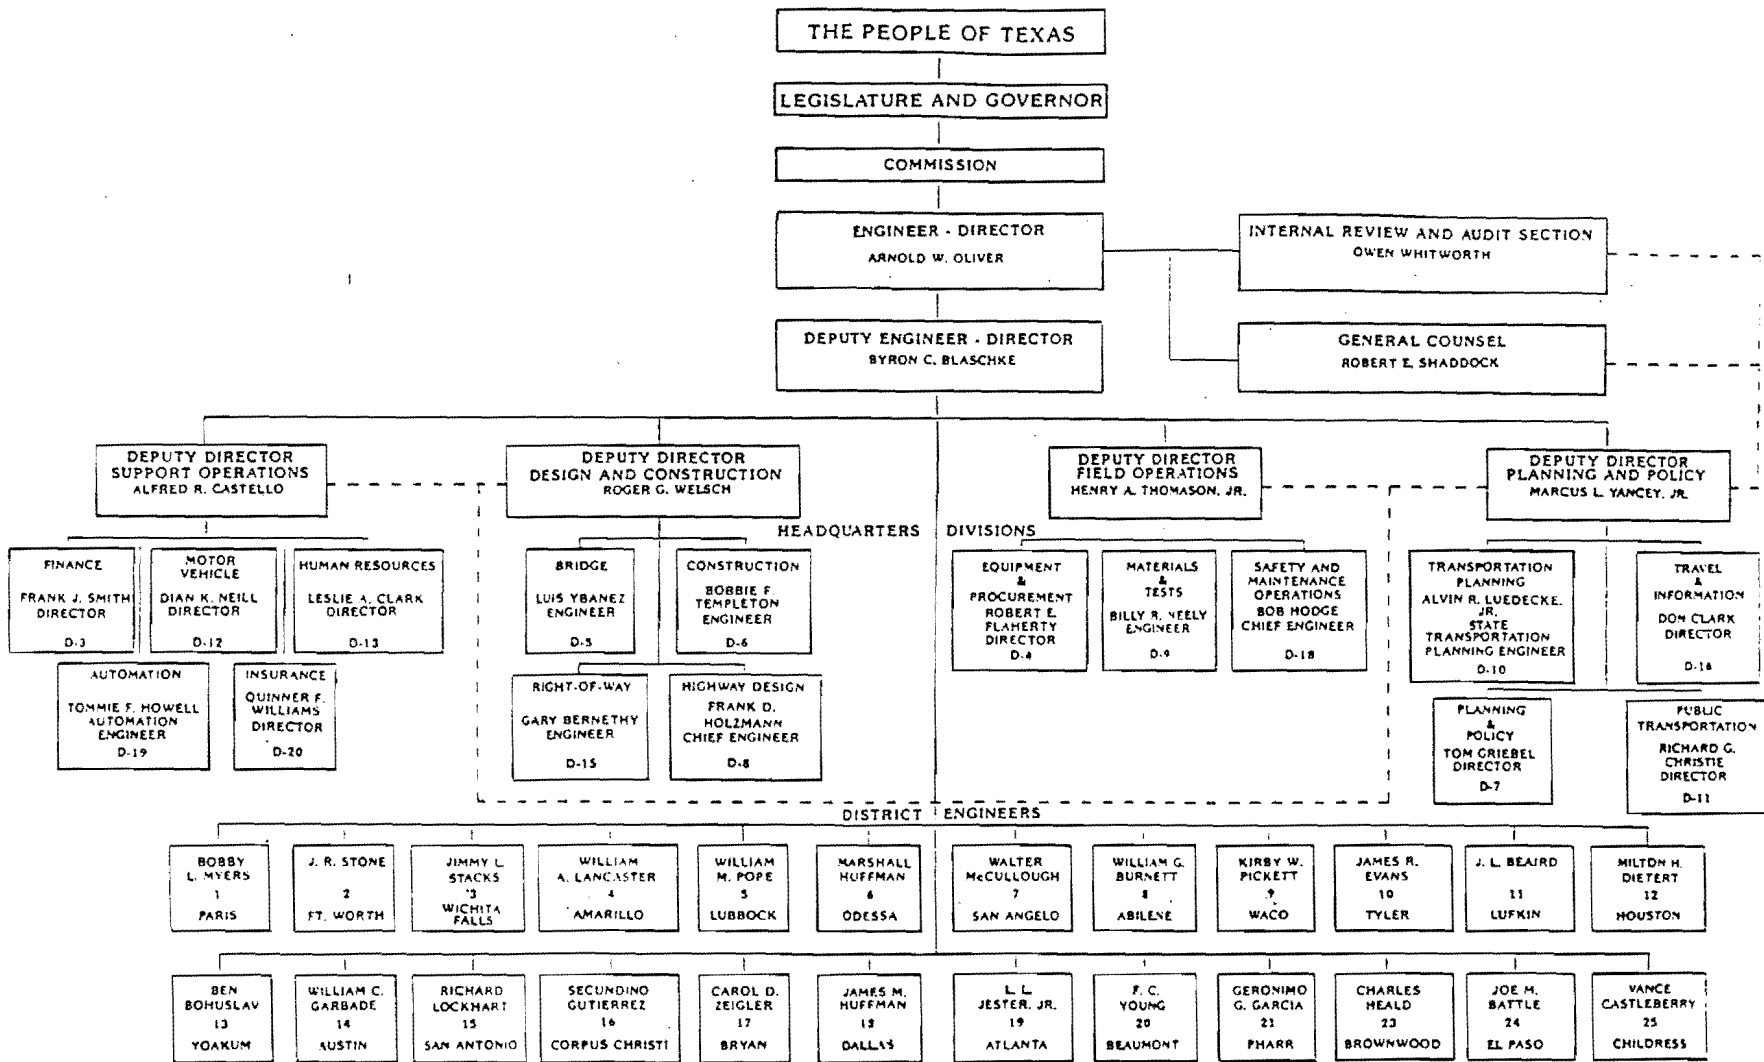 THE PEOPLE OF TEXAS
LEGISLATURE AND GOVERNOR
COMMISSION
ENGINEER - DIRECTOR
ARNOLD W. OLIVER
INTERNAL REVIEW AND AUDIT SECTION
OWEN WHITWORTH
DEPUTY ENGINEER - DIRECTOR
BYRON C. BLASCHKE
GENERAL COUNSEL
ROBERT E. SHADDOCK
DEPUTY DIRECTOR
SUPPORT OPERATIONS
ALFRED R. CASTELLO
DEPUTY DIRECTOR
DESIGN AND CONSTRUCTION
ROGER G. WELSCH
DEPUTY DIRECTOR
FIELD OPERATIONS
HENRY A. THOMASON, JR.
DEPUTY DIRECTOR
PLANNING AND POLICY
MARCUS L. YANCEY, JR.
HEADQUARTERS DIVISIONS
FINANCE
FRANK J. SMITH
DIRECTOR
D-3
MOTOR
VEHICLE
DIAN K. NEILL
DIRECTOR
D-12
HUMAN RESOURCES
LESLIE A. CLARK
DIRECTOR
D-13
BRIDGE
LUIS YBANEZ
ENGINEER
D-5
CONSTRUCTION
BOBBIE F.
TEMPLETON
ENGINEER
D-6
EQUIPMENT
&
PROCUREMENT
ROBERT E.
FLAHERTY
DIRECTOR
D-4
MATERIALS
&
TESTS
BILLY R. NEELY
ENGINEER
D-9
SAFETY AND
MAINTENANCE
OPERATIONS
BOB HODGE
CHIEF ENGINEER
D-18
TRANSPORTATION
PLANNING
ALVIN R. LUEDECKE,
JR.
STATE
TRANSPORTATION
PLANNING ENGINEER
D-10
TRAVEL
&
INFORMATION
DON CLARK
DIRECTOR
D-16
AUTOMATION
TOMMIE F. HOWELL
AUTOMATION
ENGINEER
D-19
INSURANCE
QUINNER F.
WILLIAMS
DIRECTOR
D-20
RIGHT-OF-WAY
GARY BERNETHY
ENGINEER
D-15
HIGHWAY DESIGN
FRANK D.
HOLZMANN
CHIEF ENGINEER
D-8
PLANNING
&
POLICY
TOM GRIEBEL
DIRECTOR
D-7
PUBLIC
TRANSPORTATION
RICHARD G.
CHRISTIE
DIRECTOR
D-11
DISTRICT ENGINEERS
BOBBY
L. MYERS
1
PARIS
J. R. STONE
2
FT. WORTH
JIMMY L.
STACKS
3
WICHITA
FALLS
WILLIAM
A. LANCASTER
4
AMARILLO
WILLIAM
M. POPE
5
LUBBOCK
MARSHALL
HUFFMAN
6
ODESSA
WALTER
McCULLOUGH
7
SAN ANGELO
WILLIAM G.
BURNETT
8
ABILENE
KIRBY W.
PICKETT
9
WACO
JAMES R.
EVANS
10
TYLER
J. L. BEAIRD
11
LUFKIN
MILTON H.
DIETERT
12
HOUSTON
BEN
BOHUSLAV
13
YOAKUM
WILLIAM C.
GARBADE
14
AUSTIN
RICHARD
LOCKHART
15
SAN ANTONIO
SECUNDINO
GUTIERREZ
16
CORPUS CHRISTI
CAROL D.
ZEIGLER
17
BRYAN
JAMES M.
HUFFMAN
18
DALLAS
L. L.
JESTER, JR.
19
ATLANTA
F. C.
YOUNG
20
BEAUMONT
GERONIMO
G. GARCIA
21
PHARR
CHARLES
HEALD
23
BROWNWOOD
JOE M.
BATTLE
24
EL PASO
VANCE
CASTLEBERRY
25
CHILDRESS